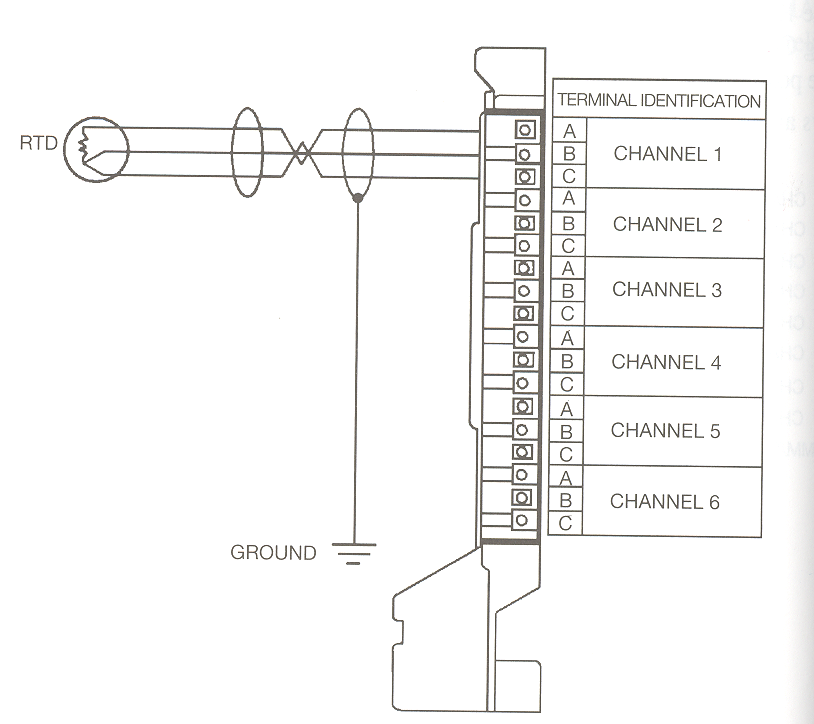 TERMINAL IDENTIFICATION
RTD
A
B
C
CHANNEL 1
A
B
C
CHANNEL 2
A
B
C
CHANNEL 3
A
B
C
CHANNEL 4
A
B
C
CHANNEL 5
A
B
C
CHANNEL 6
GROUND